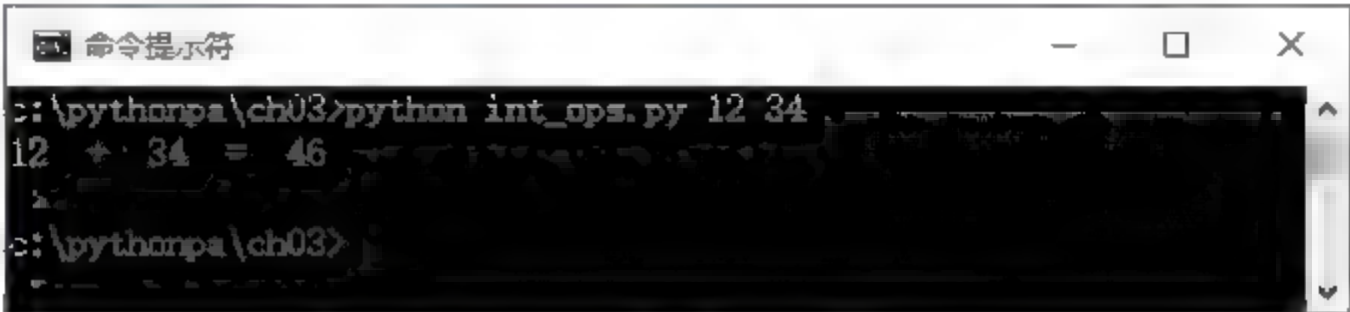 命令提示符
c:\pythonpa\ch03>python int_ops.py 12 34
12 + 34 = 46
c:\pythonpa\ch03>